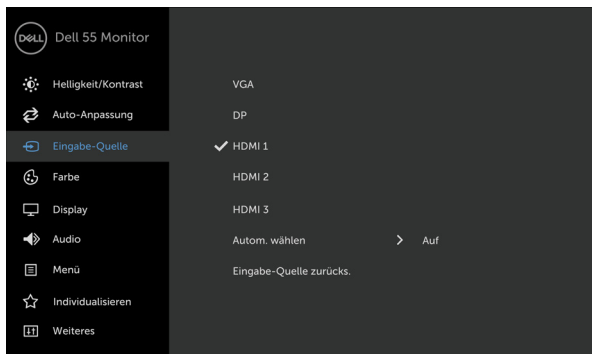 DELL Dell 55 Monitor
Helligkeit/Kontrast
Auto-Anpassung
Eingabe-Quelle
Farbe
Display
Audio
Menü
Individualisieren
Weiteres
VGA
DP
HDMI 1
HDMI 2
HDMI 3
Autom. wählen > Auf
Eingabe-Quelle zurücks.